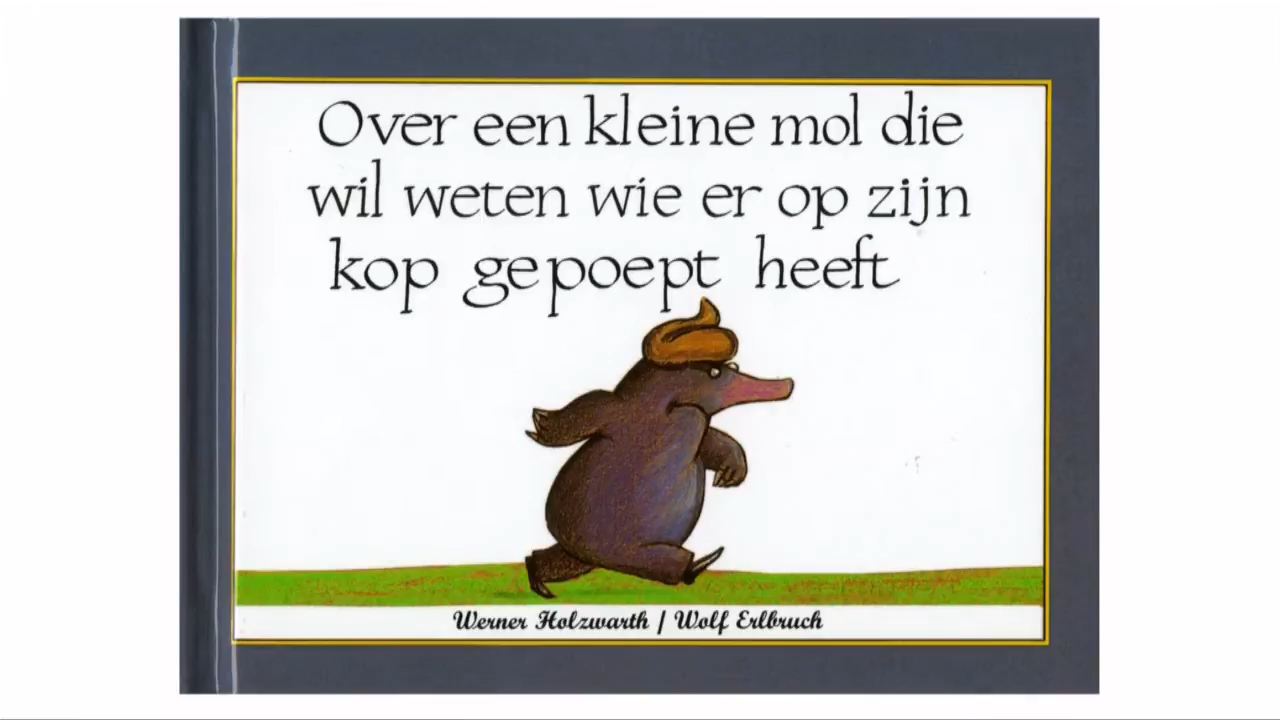 Over een kleine mol die
wil weten wie er op zijn
kop gepoept heeft
Werner Holzwarth / Wolf Erlbruch